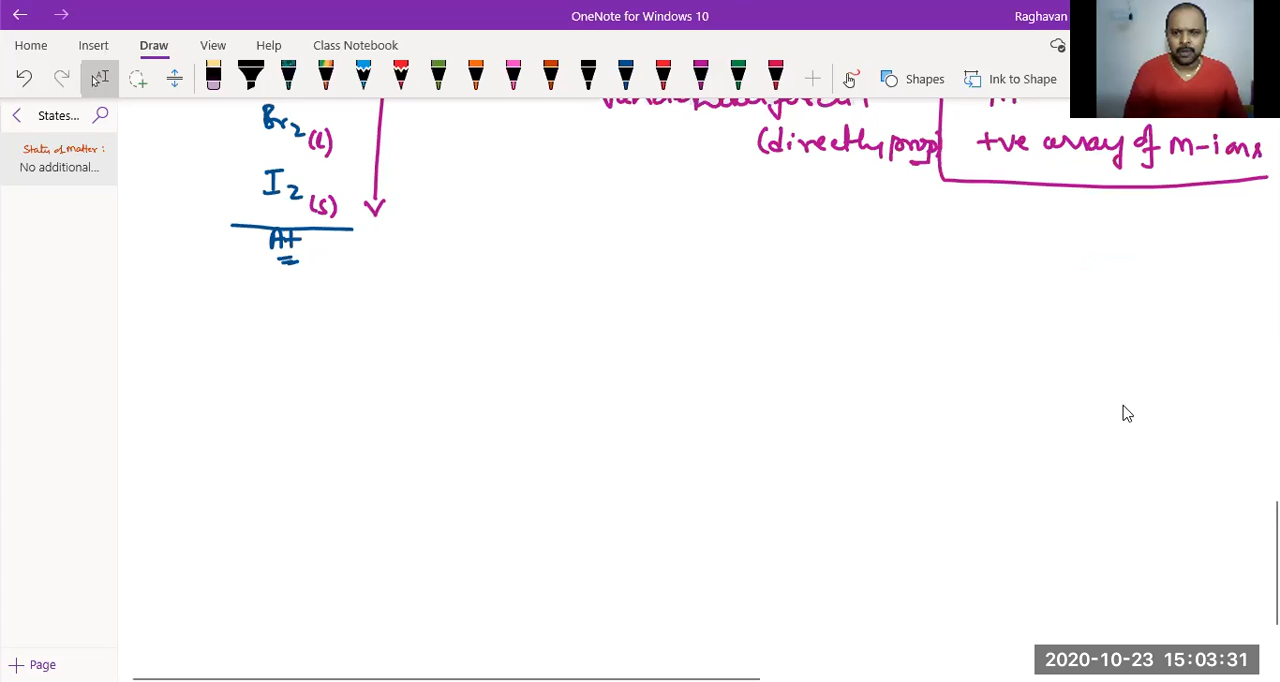 OneNote for Windows 10
Raghavan
Home Insert Draw View Help Class Notebook
Shapes Ink to Shape
States...
States of matter:
No additional...
Br2(l)
I2(s)
At
(directly prop
+ve array of m-ions
Page
2020-10-23 15:03:31